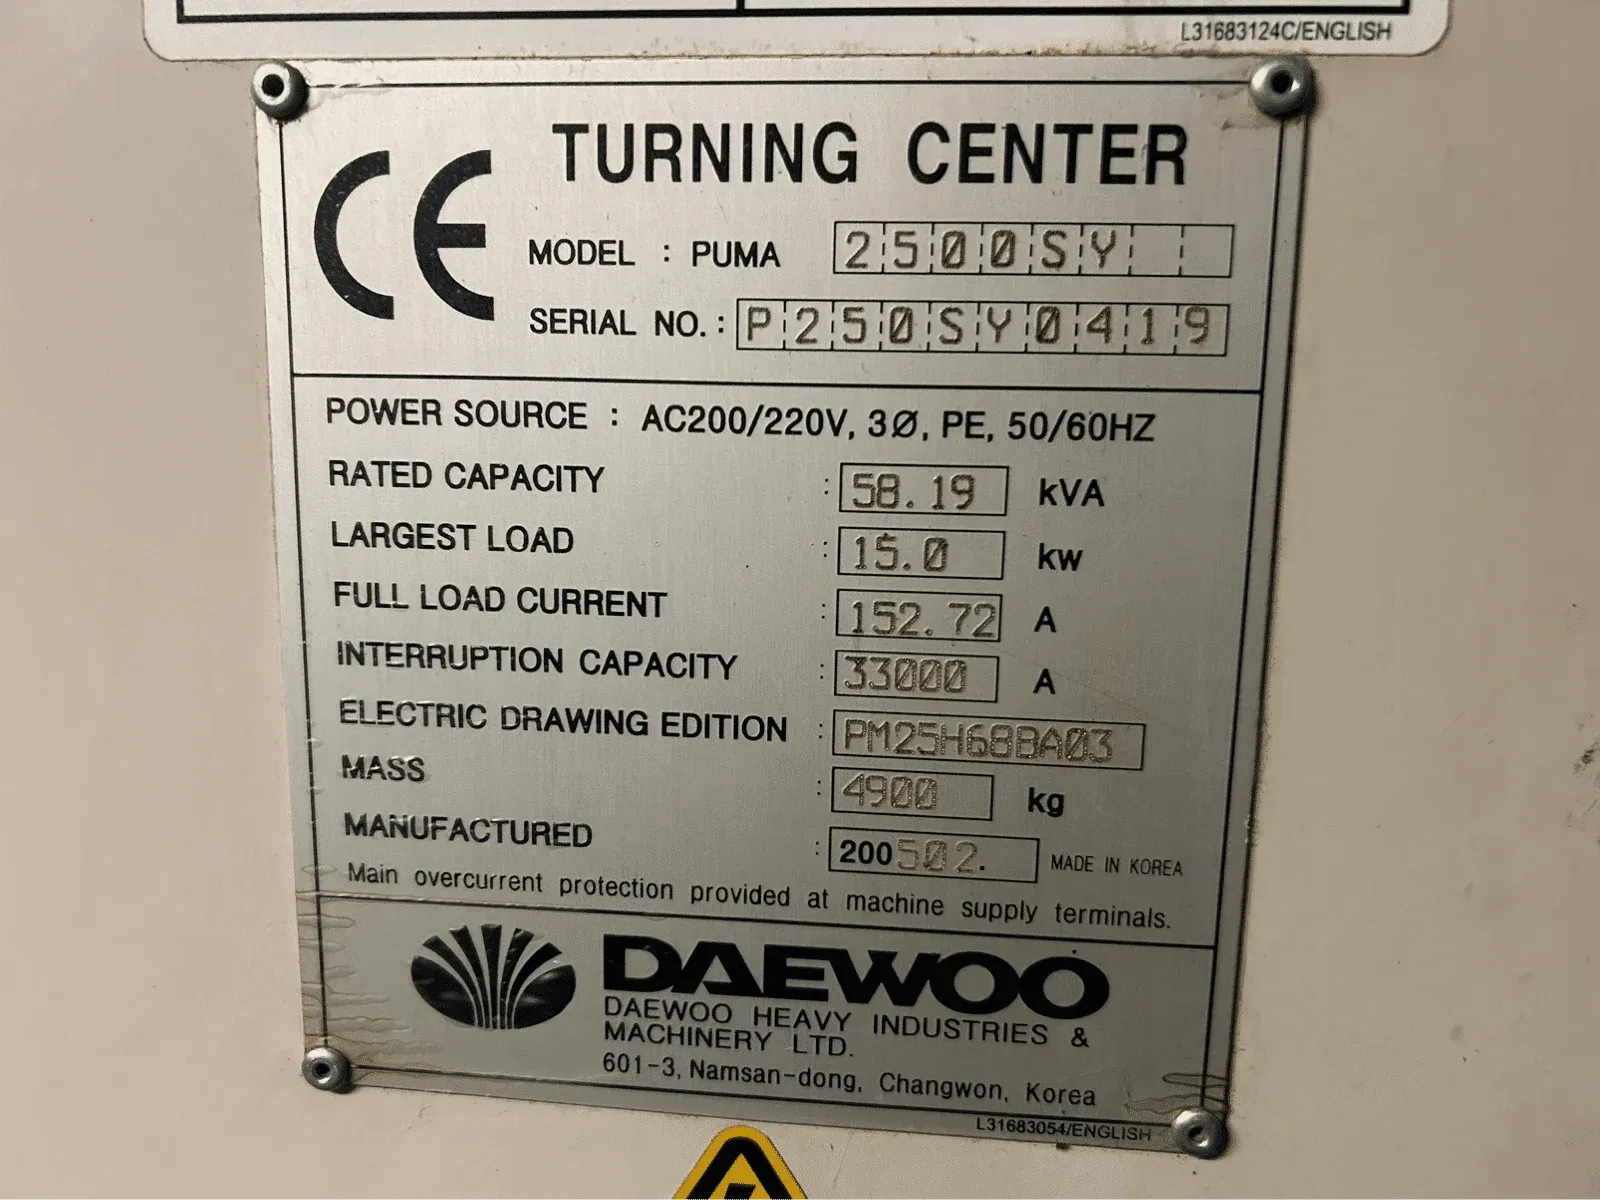 L31683124C/ENGLISH
CE TURNING CENTER
MODEL : PUMA 2500SY
SERIAL NO. : P250SY0419
POWER SOURCE : AC200/220V, 3Ø, PE, 50/60HZ
RATED CAPACITY : 58.19 kVA
LARGEST LOAD : 15.0 kw
FULL LOAD CURRENT : 152.72 A
INTERRUPTION CAPACITY : 33000 A
ELECTRIC DRAWING EDITION : PM25H68BA03
MASS : 4900 kg
MANUFACTURED : 200502. MADE IN KOREA
Main overcurrent protection provided at machine supply terminals.
DAEWOO
DAEWOO HEAVY INDUSTRIES &
MACHINERY LTD.
601-3, Namsan-dong, Changwon, Korea
L31683054/ENGLISH